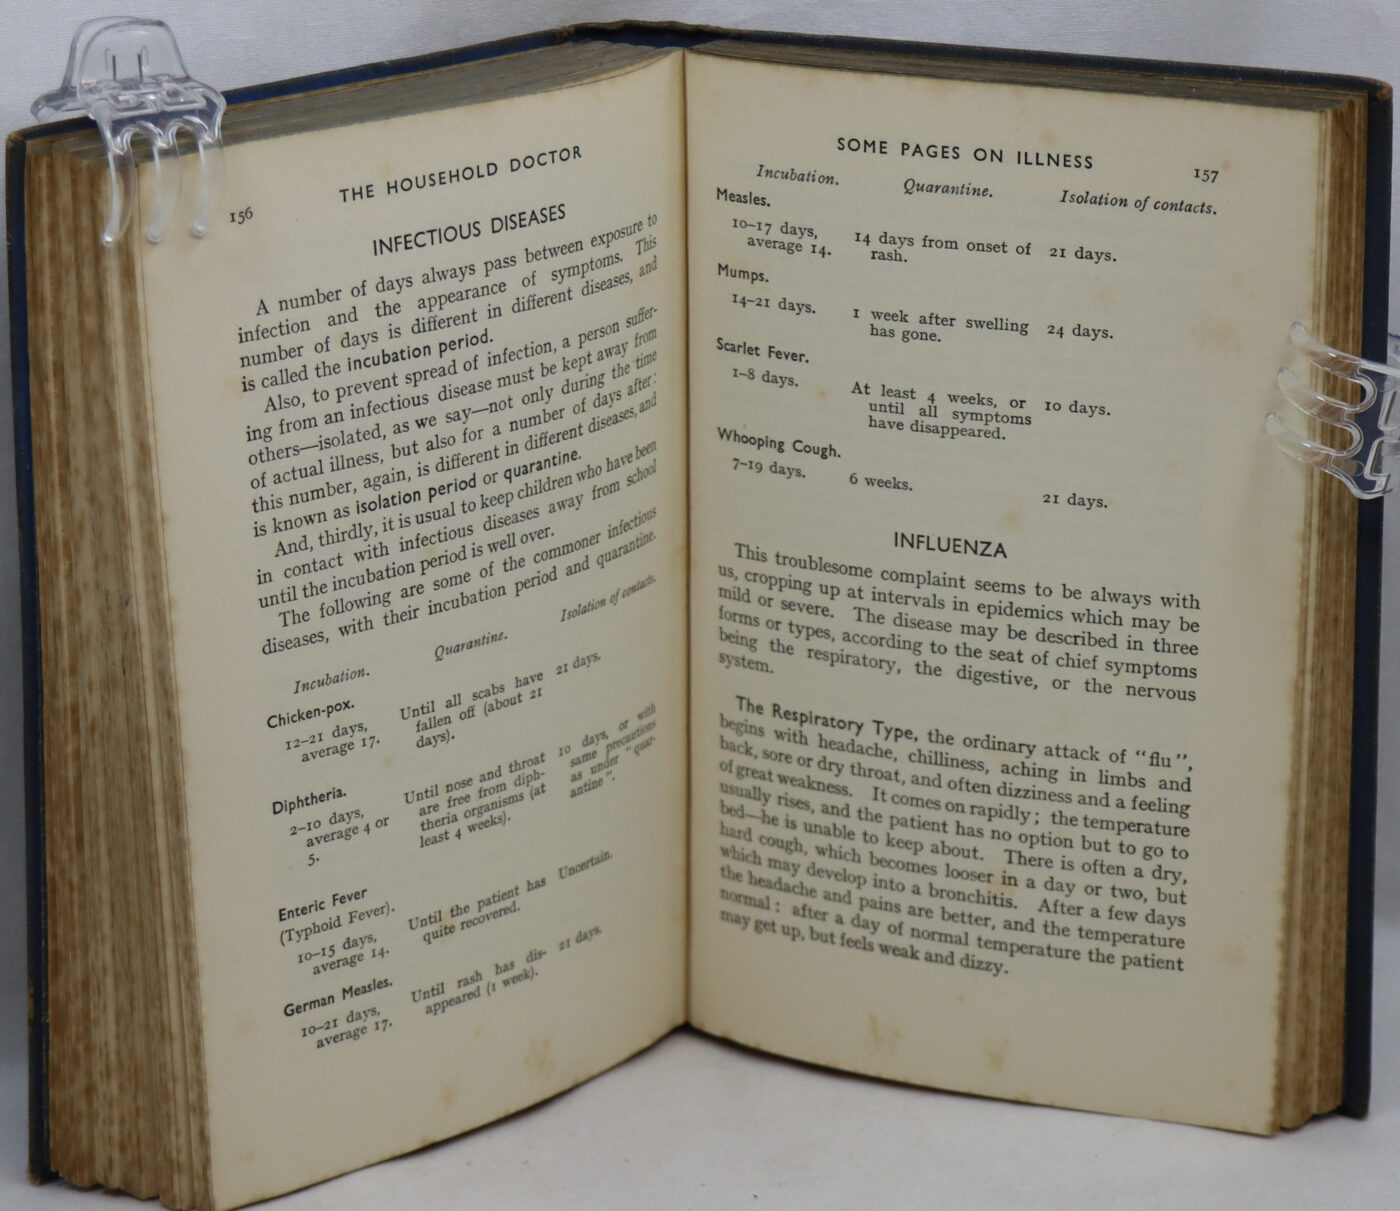 156
THE HOUSEHOLD DOCTOR
INFECTIOUS DISEASES
A number of days always pass between exposure to
infection and the appearance of symptoms. This
number of days is different in different diseases, and
is called the incubation period.
Also, to prevent spread of infection, a person suffer-
ing from an infectious disease must be kept away from
others—isolated, as we say—not only during the time
of actual illness, but also for a number of days after:
this number, again, is different in different diseases, and
is known as isolation period or quarantine.
And, thirdly, it is usual to keep children who have been
in contact with infectious diseases away from school
until the incubation period is well over.
The following are some of the commoner infectious
diseases, with their incubation period and quarantine.
Incubation. Quarantine. Isolation of contacts.
Chicken-pox.
12–21 days, Until all scabs have 21 days.
average 17. fallen off (about 21
days).
Diphtheria.
2–10 days, Until nose and throat 10 days, or with
average 4 or are free from diph- same precautions
5. theria organisms (at as under "quar-
least 4 weeks). antine".
Enteric Fever
(Typhoid Fever).
10–15 days, Until the patient has Uncertain.
average 14. quite recovered.
German Measles.
10–21 days, Until rash has dis- 21 days.
average 17. appeared (1 week).
SOME PAGES ON ILLNESS
157
Incubation. Quarantine. Isolation of contacts.
Measles.
10–17 days, 14 days from onset of 21 days.
average 14. rash.
Mumps.
14–21 days. 1 week after swelling 24 days.
has gone.
Scarlet Fever.
1–8 days. At least 4 weeks, or 10 days.
until all symptoms
have disappeared.
Whooping Cough.
7–19 days. 6 weeks. 21 days.
INFLUENZA
This troublesome complaint seems to be always with
us, cropping up at intervals in epidemics which may be
mild or severe. The disease may be described in three
forms or types, according to the seat of chief symptoms
being the respiratory, the digestive, or the nervous
system.
The Respiratory Type, the ordinary attack of "flu",
begins with headache, chilliness, aching in limbs and
back, sore or dry throat, and often dizziness and a feeling
of great weakness. It comes on rapidly; the temperature
usually rises, and the patient has no option but to go to
bed—he is unable to keep about. There is often a dry,
hard cough, which becomes looser in a day or two, but
which may develop into a bronchitis. After a few days
the headache and pains are better, and the temperature
normal: after a day of normal temperature the patient
may get up, but feels weak and dizzy.